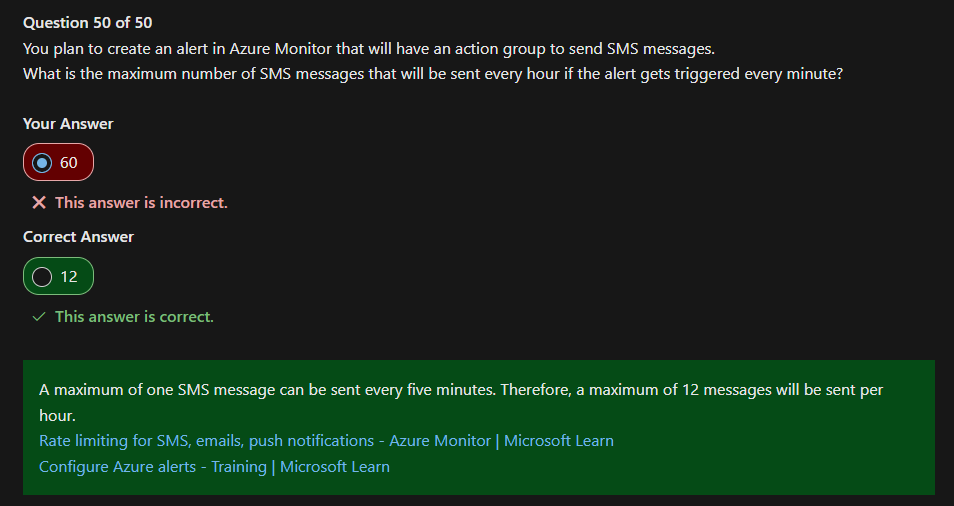 Question 50 of 50
You plan to create an alert in Azure Monitor that will have an action group to send SMS messages.
What is the maximum number of SMS messages that will be sent every hour if the alert gets triggered every minute?
Your Answer
60
This answer is incorrect.
Correct Answer
12
This answer is correct.
A maximum of one SMS message can be sent every five minutes. Therefore, a maximum of 12 messages will be sent per
hour.
Rate limiting for SMS, emails, push notifications - Azure Monitor | Microsoft Learn
Configure Azure alerts - Training | Microsoft Learn